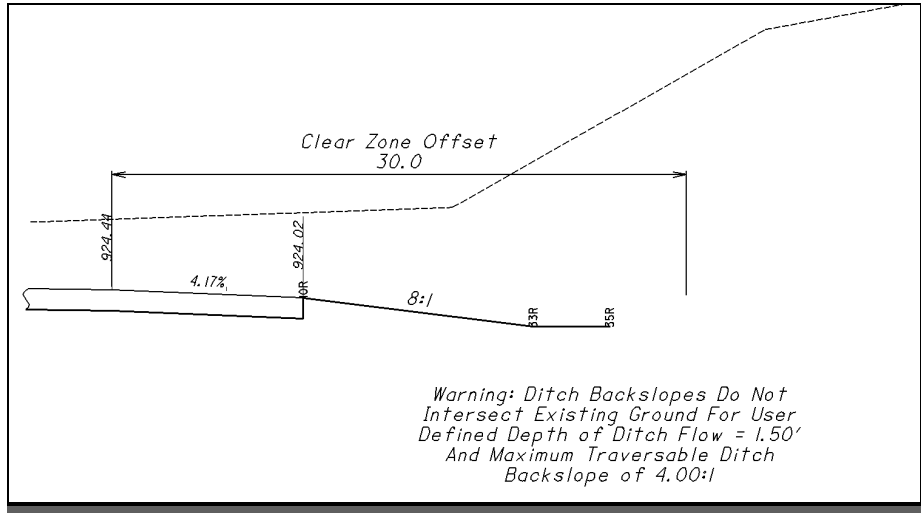 Clear Zone Offset
30.0
924.44
924.02
4.17%
8:1
33R
35R
Warning: Ditch Backslopes Do Not
Intersect Existing Ground For User
Defined Depth of Ditch Flow = 1.50'
And Maximum Traversable Ditch
Backslope of 4.00:1